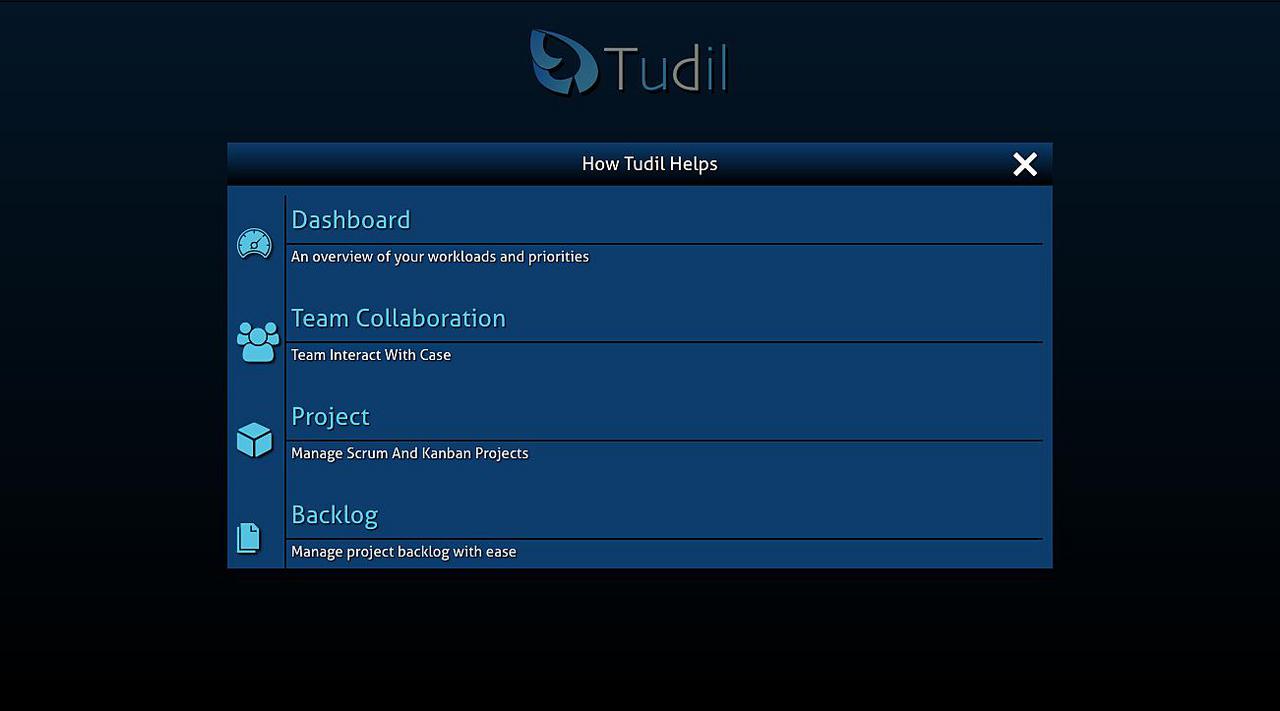 Tudil
How Tudil Helps
Dashboard
An overview of your workloads and priorities
Team Collaboration
Team Interact With Case
Project
Manage Scrum And Kanban Projects
Backlog
Manage project backlog with ease